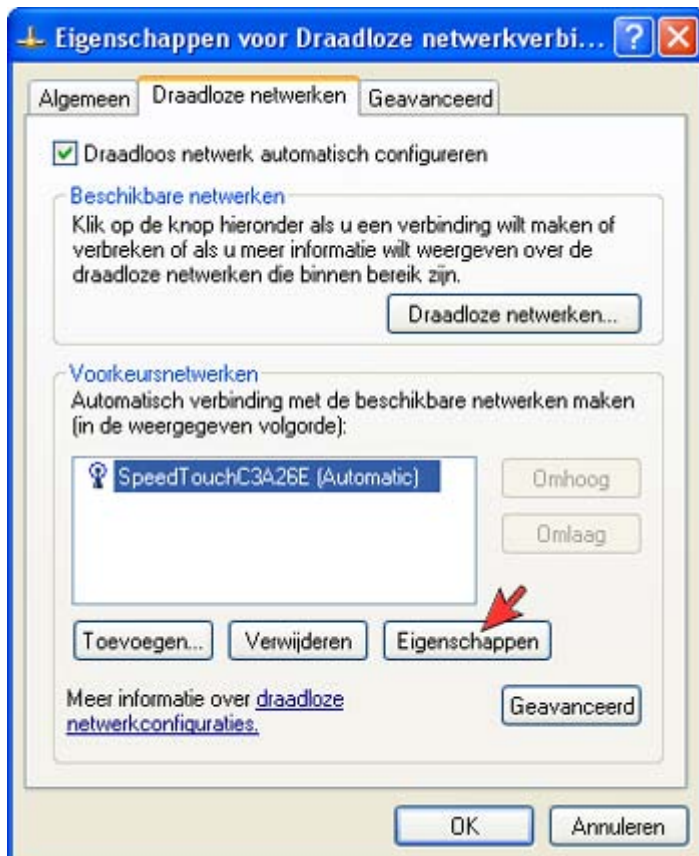 Eigenschappen voor Draadloze netwerkverbi...
Algemeen
Draadloze netwerken
Geavanceerd
Draadloos netwerk automatisch configureren
Beschikbare netwerken
Klik op de knop hieronder als u een verbinding wilt maken of
verbreken of als u meer informatie wilt weergeven over de
draadloze netwerken die binnen bereik zijn.
Draadloze netwerken...
Voorkeursnetwerken
Automatisch verbinding met de beschikbare netwerken maken
(in de weergegeven volgorde):
SpeedTouchC3A26E (Automatic)
Omhoog
Omlaag
Toevoegen...
Verwijderen
Eigenschappen
Meer informatie over draadloze
netwerkconfiguraties.
Geavanceerd
OK
Annuleren